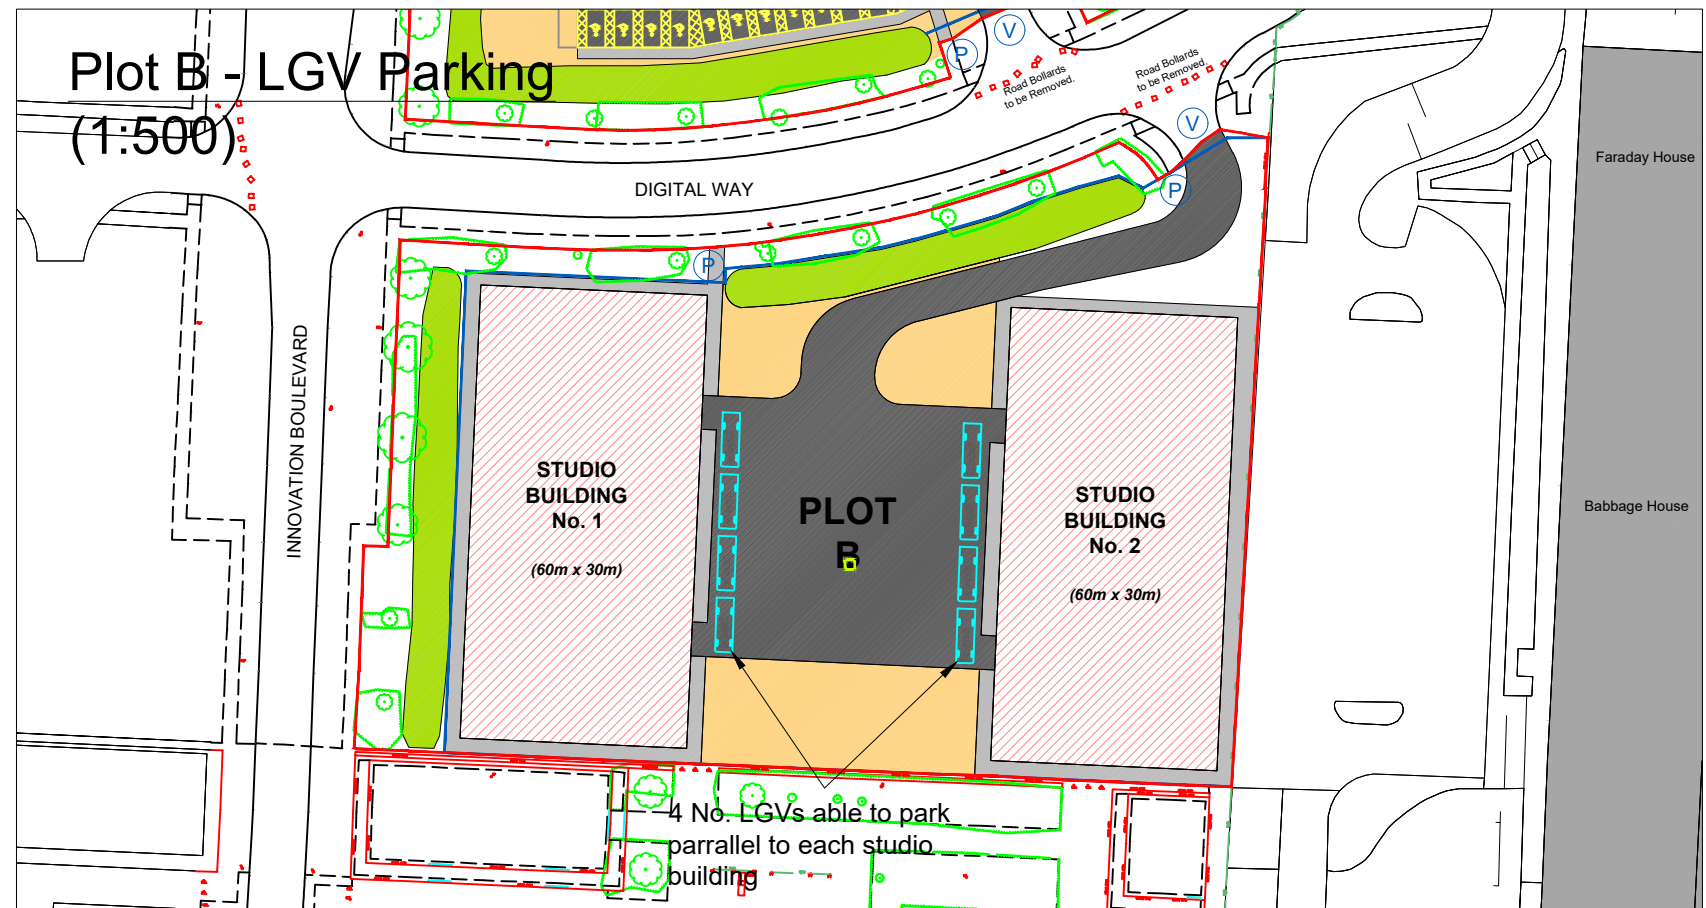 Plot B - LGV Parking
(1:500)
P
V
Road Bollards
to be Removed.
Road Bollards
to be Removed.
V
P
DIGITAL WAY
P
Faraday House
INNOVATION BOULEVARD
STUDIO
BUILDING
No. 1
(60m x 30m)
PLOT
B
STUDIO
BUILDING
No. 2
(60m x 30m)
Babbage House
4 No. LGVs able to park
parrallel to each studio
building